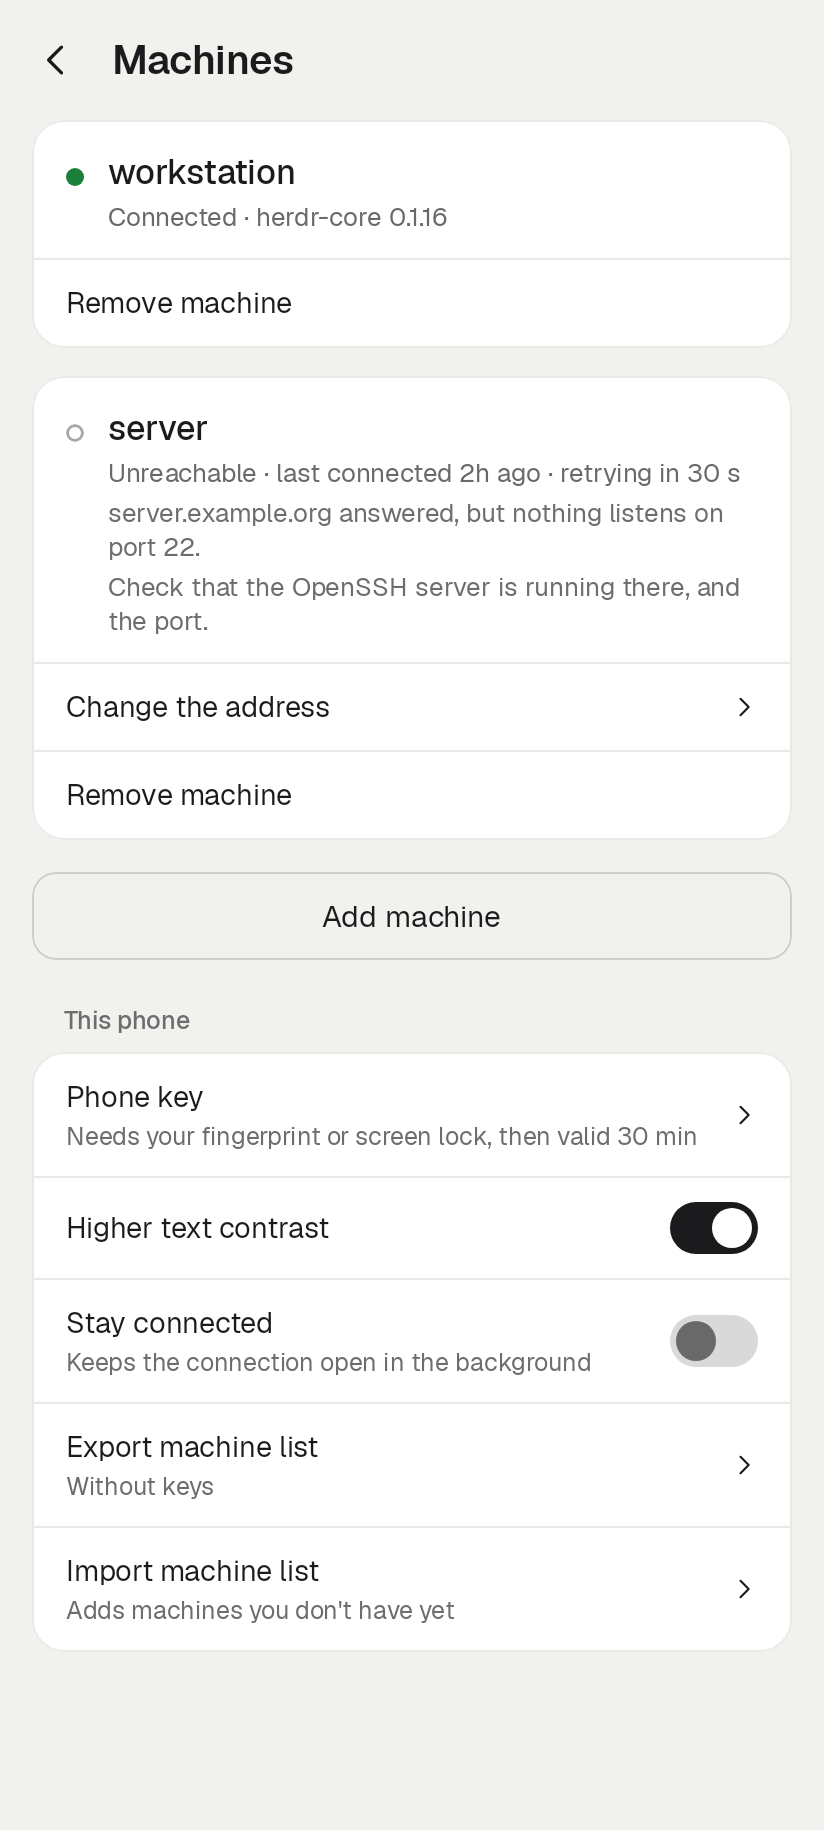 Machines
workstation
Connected · herdr-core 0.1.16
Remove machine
server
Unreachable · last connected 2h ago · retrying in 30 s
server.example.org answered, but nothing listens on
port 22.
Check that the OpenSSH server is running there, and
the port.
Change the address
Remove machine
Add machine
This phone
Phone key
Needs your fingerprint or screen lock, then valid 30 min
Higher text contrast
Stay connected
Keeps the connection open in the background
Export machine list
Without keys
Import machine list
Adds machines you don't have yet